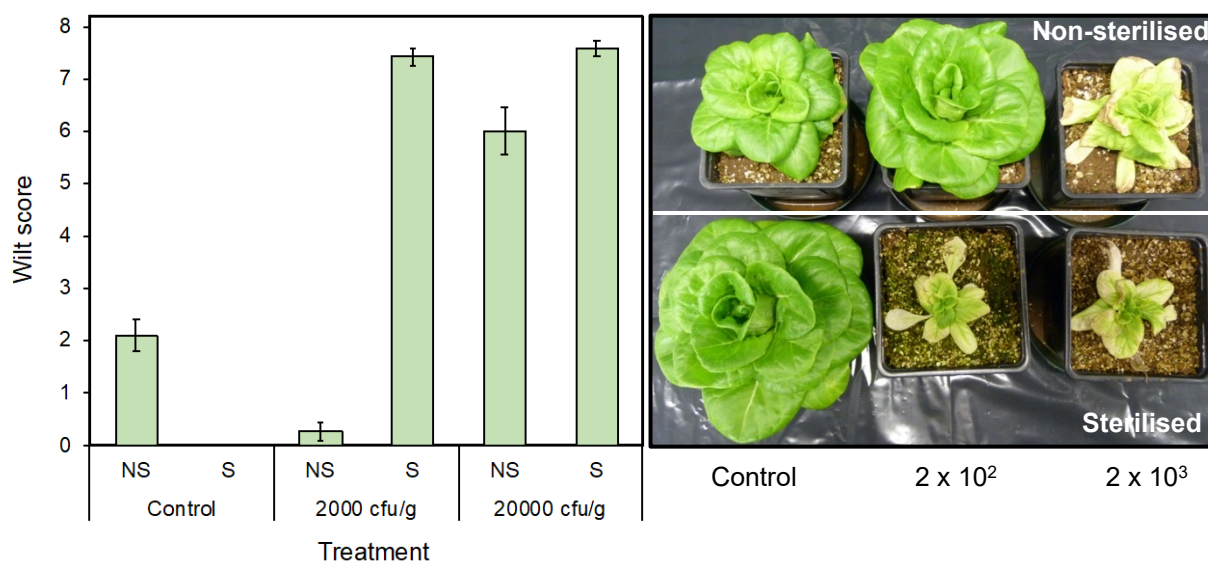 Wilt score
8
7
6
5
4
3
2
1
0
NS S NS S NS S
Control 2000 cfu/g 20000 cfu/g
Treatment
Non-sterilised
Sterilised
Control 2 x 10² 2 x 10³